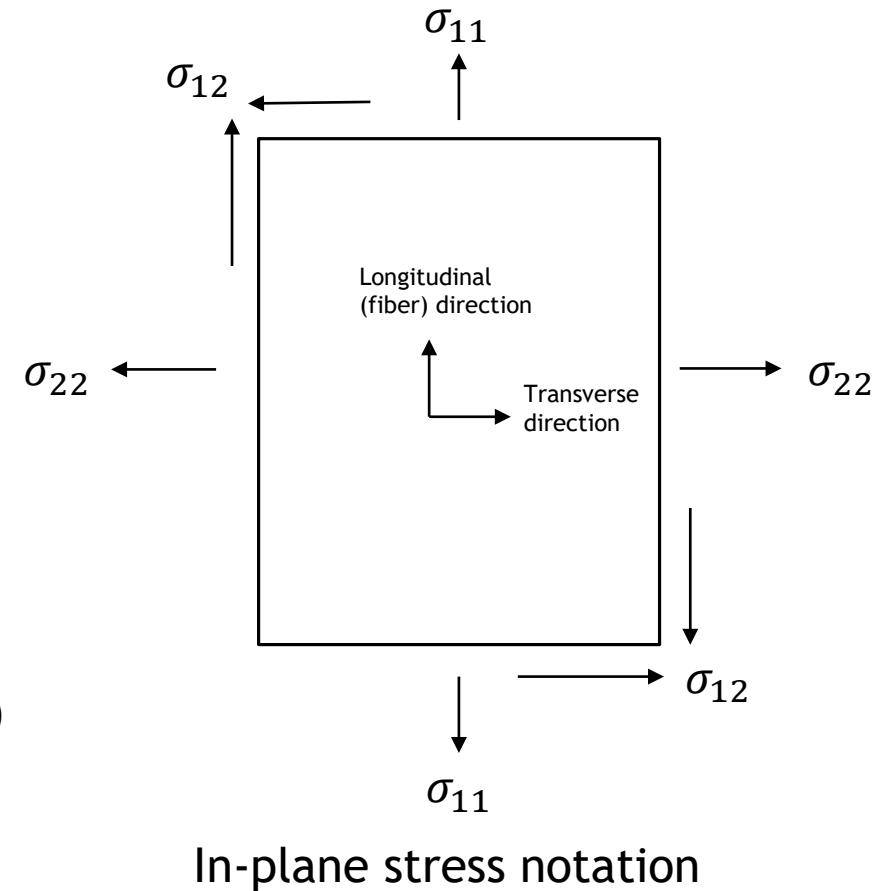 σ₁₁
σ₁₂
Longitudinal
(fiber) direction
σ₂₂
σ₂₂
Transverse
direction
)
σ₁₂
σ₁₁
In-plane stress notation